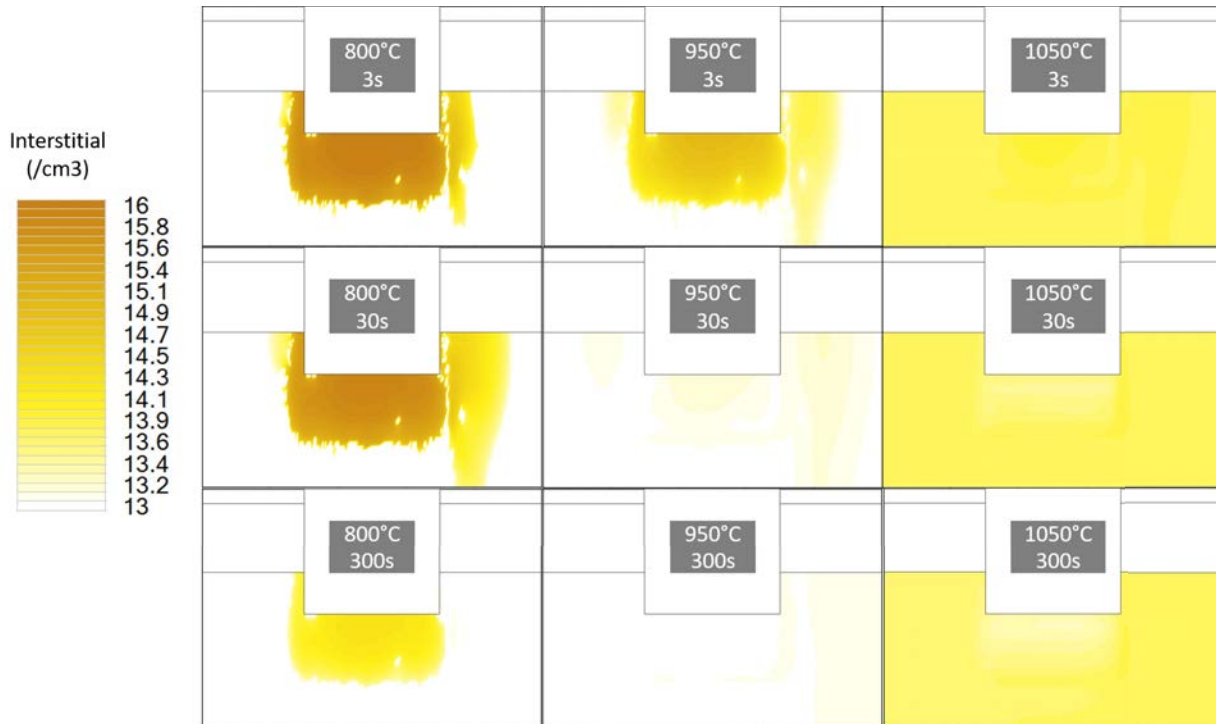 Interstitial
(/cm3)
16
15.8
15.6
15.4
15.1
14.9
14.7
14.5
14.3
14.1
13.9
13.6
13.4
13.2
13
800°C
3s
950°C
3s
1050°C
3s
800°C
30s
950°C
30s
1050°C
30s
800°C
300s
950°C
300s
1050°C
300s